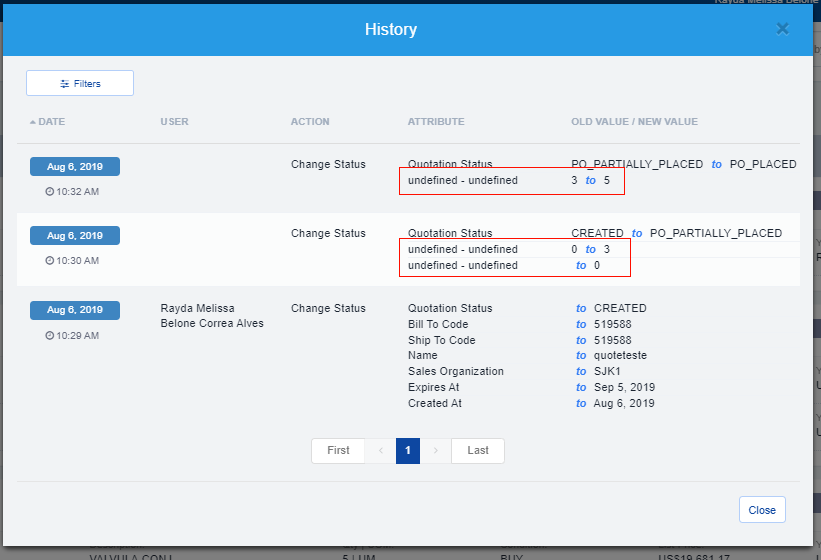 Rayda Melissa Belone
History
×
Filters
DATE USER ACTION ATTRIBUTE OLD VALUE / NEW VALUE
Aug 6, 2019 Change Status Quotation Status PO_PARTIALLY_PLACED to PO_PLACED
undefined - undefined 3 to 5
10:32 AM
Aug 6, 2019 Change Status Quotation Status CREATED to PO_PARTIALLY_PLACED
undefined - undefined 0 to 3
10:30 AM
undefined - undefined to 0
Aug 6, 2019 Rayda Melissa Change Status Quotation Status to CREATED
Belone Correa Alves Bill To Code to 519588
10:29 AM
Ship To Code to 519588
Name to quoteteste
Sales Organization to SJK1
Expires At to Sep 5, 2019
Created At to Aug 6, 2019
First ‹ 1 › Last
Close
VALVULA CONJ 5 LUM BUY US$19,681.17